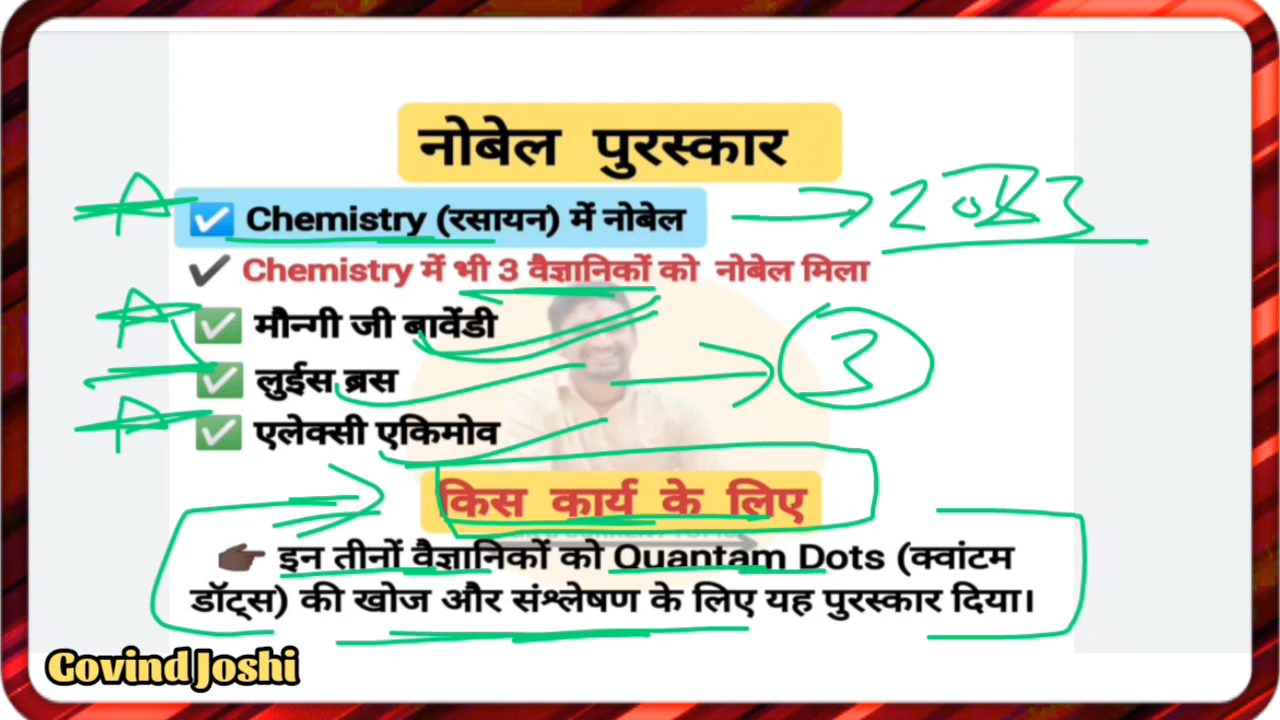 नोबेल पुरस्कार
Chemistry (रसायन) में नोबेल
2023
Chemistry में भी 3 वैज्ञानिकों को नोबेल मिला
मौन्गी जी बावेंडी
लुईस ब्रस
3
एलेक्सी एकिमोव
किस कार्य के लिए
इन तीनों वैज्ञानिकों को Quantam Dots (क्वांटम
डॉट्स) की खोज और संश्लेषण के लिए यह पुरस्कार दिया।
Govind Joshi